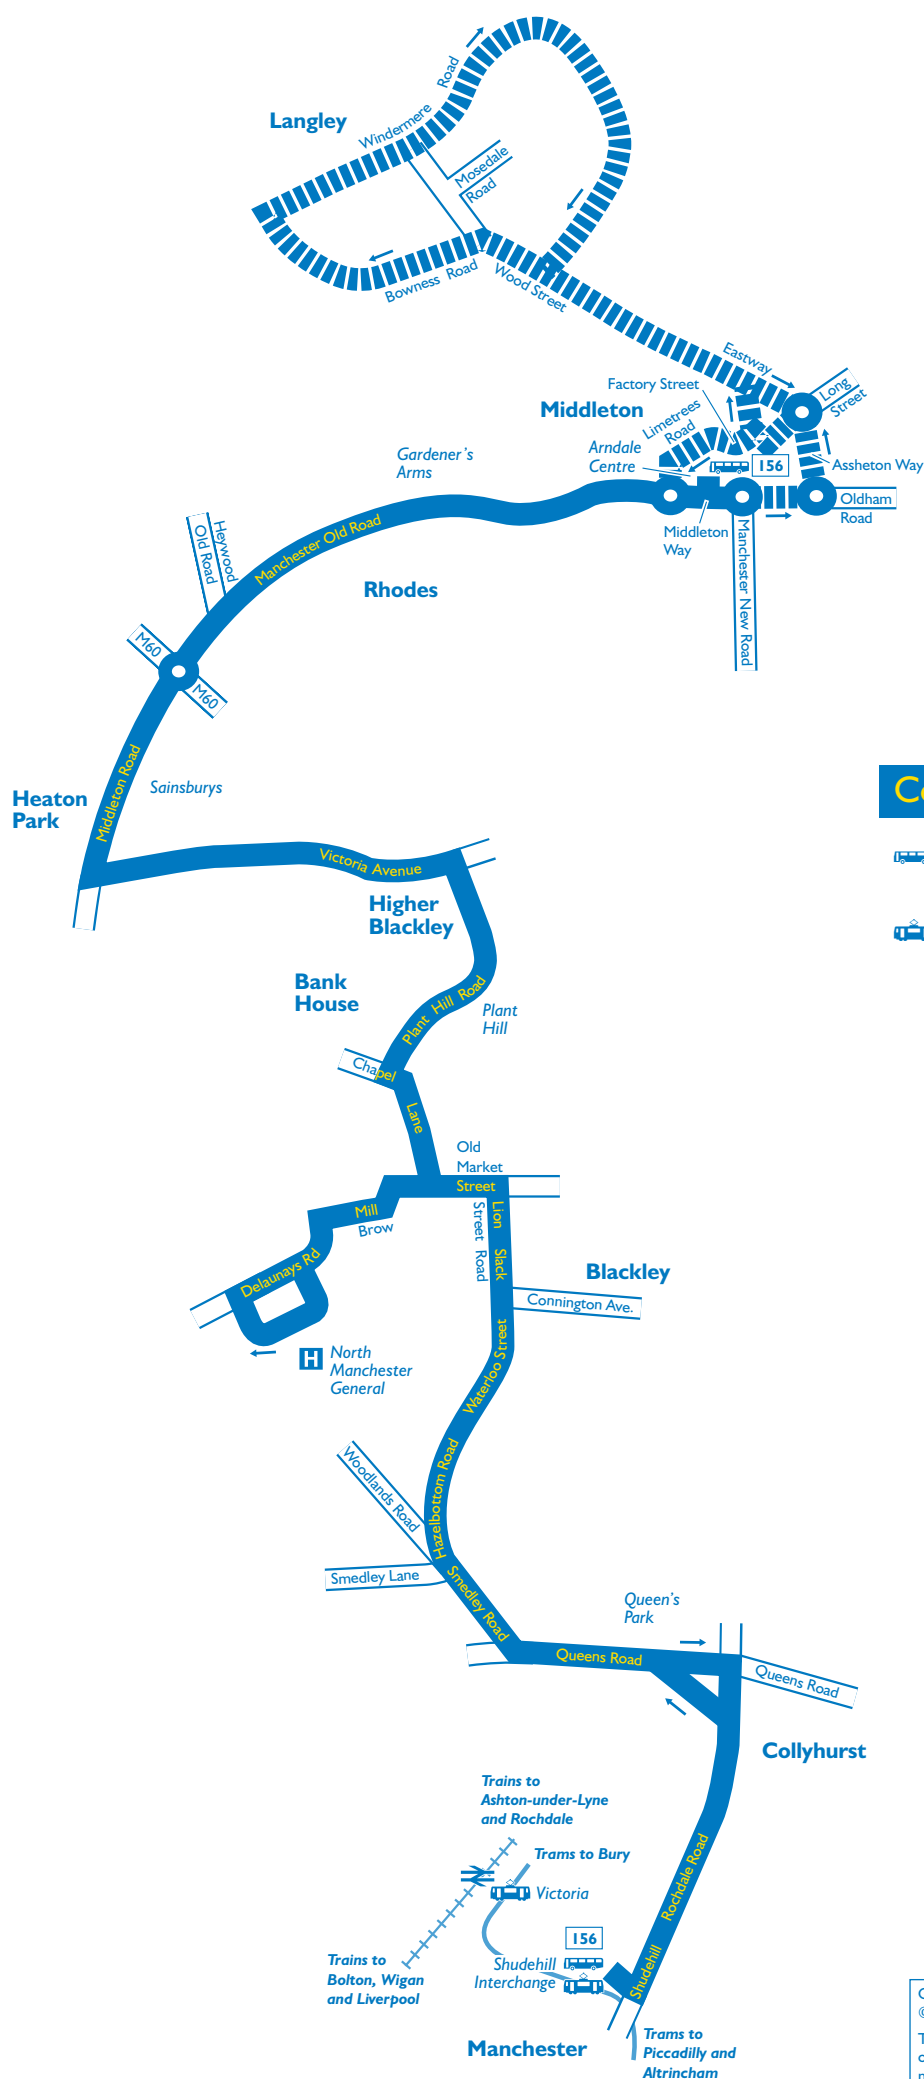 Langley
Windermere
Road
Mosedale
Road
Bowness Road
Wood Street
Eastway
Factory Street
Long
Street
Middleton
Limetrees
Road
Gardener's
Arms
Arndale
Centre
156
Assheton Way
Oldham
Road
Middleton
Way
Manchester New Road
Manchester Old Road
Heywood
Old Road
Rhodes
M60
M60
Middleton Road
Sainsburys
Heaton
Park
Victoria Avenue
Higher
Blackley
Bank
House
Plant Hill Road
Plant
Hill
Chapel
Lane
Old
Market
Street
Mill
Brow
Lion
Street Road
Slack
Delaunays Rd
Blackley
Connington Ave.
H
North
Manchester
General
Waterloo Street
Hazelbottom Road
Woodlands Road
Smedley Lane
Smedley Road
Queen's
Park
Queens Road
Queens Road
Collyhurst
Trains to
Ashton-under-Lyne
and Rochdale
Trams to Bury
Victoria
Rochdale Road
156
Shudehill
Interchange
Shudehill
Trains to
Bolton, Wigan
and Liverpool
Manchester
Trams to
Piccadilly and
Altrincham
©